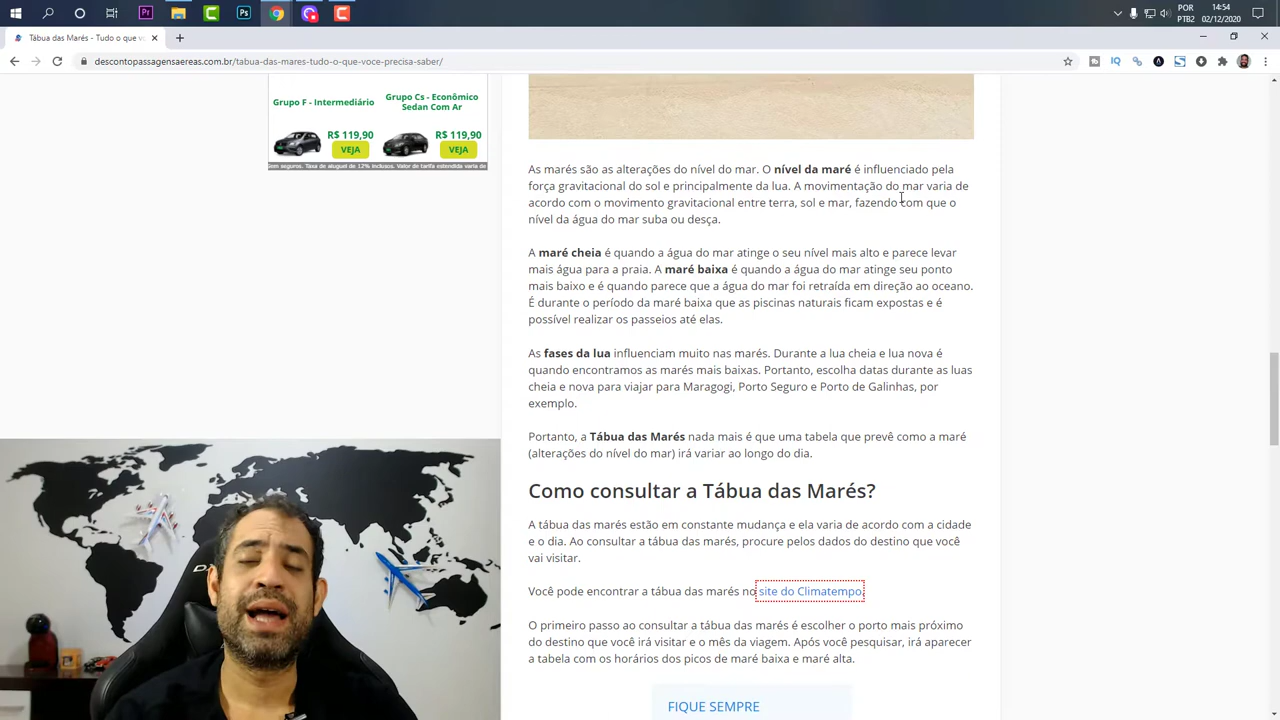 POR
14:54
PTB2
02/12/2020
Tábua das Marés - Tudo o que v
descontopassagensaereas.com.br/tabua-das-mares-tudo-o-que-voce-precisa-saber/
Grupo F - Intermediário
Grupo Cs - Econômico
Sedan Com Ar
R$ 119,90
VEJA
R$ 119,90
VEJA
Sem seguros. Taxa de aluguel de 12% inclusos. Valor de tarifa estendida varia de
As marés são as alterações do nível do mar. O nível da maré é influenciado pela
força gravitacional do sol e principalmente da lua. A movimentação do mar varia de
acordo com o movimento gravitacional entre terra, sol e mar, fazendo com que o
nível da água do mar suba ou desça.
A maré cheia é quando a água do mar atinge o seu nível mais alto e parece levar
mais água para a praia. A maré baixa é quando a água do mar atinge seu ponto
mais baixo e é quando parece que a água do mar foi retraída em direção ao oceano.
É durante o período da maré baixa que as piscinas naturais ficam expostas e é
possível realizar os passeios até elas.
As fases da lua influenciam muito nas marés. Durante a lua cheia e lua nova é
quando encontramos as marés mais baixas. Portanto, escolha datas durante as luas
cheia e nova para viajar para Maragogi, Porto Seguro e Porto de Galinhas, por
exemplo.
Portanto, a Tábua das Marés nada mais é que uma tabela que prevê como a maré
(alterações do nível do mar) irá variar ao longo do dia.
Como consultar a Tábua das Marés?
A tábua das marés estão em constante mudança e ela varia de acordo com a cidade
e o dia. Ao consultar a tábua das marés, procure pelos dados do destino que você
vai visitar.
Você pode encontrar a tábua das marés no site do Climatempo.
O primeiro passo ao consultar a tábua das marés é escolher o porto mais próximo
do destino que você irá visitar e o mês da viagem. Após você pesquisar, irá aparecer
a tabela com os horários dos picos de maré baixa e maré alta.
FIQUE SEMPRE